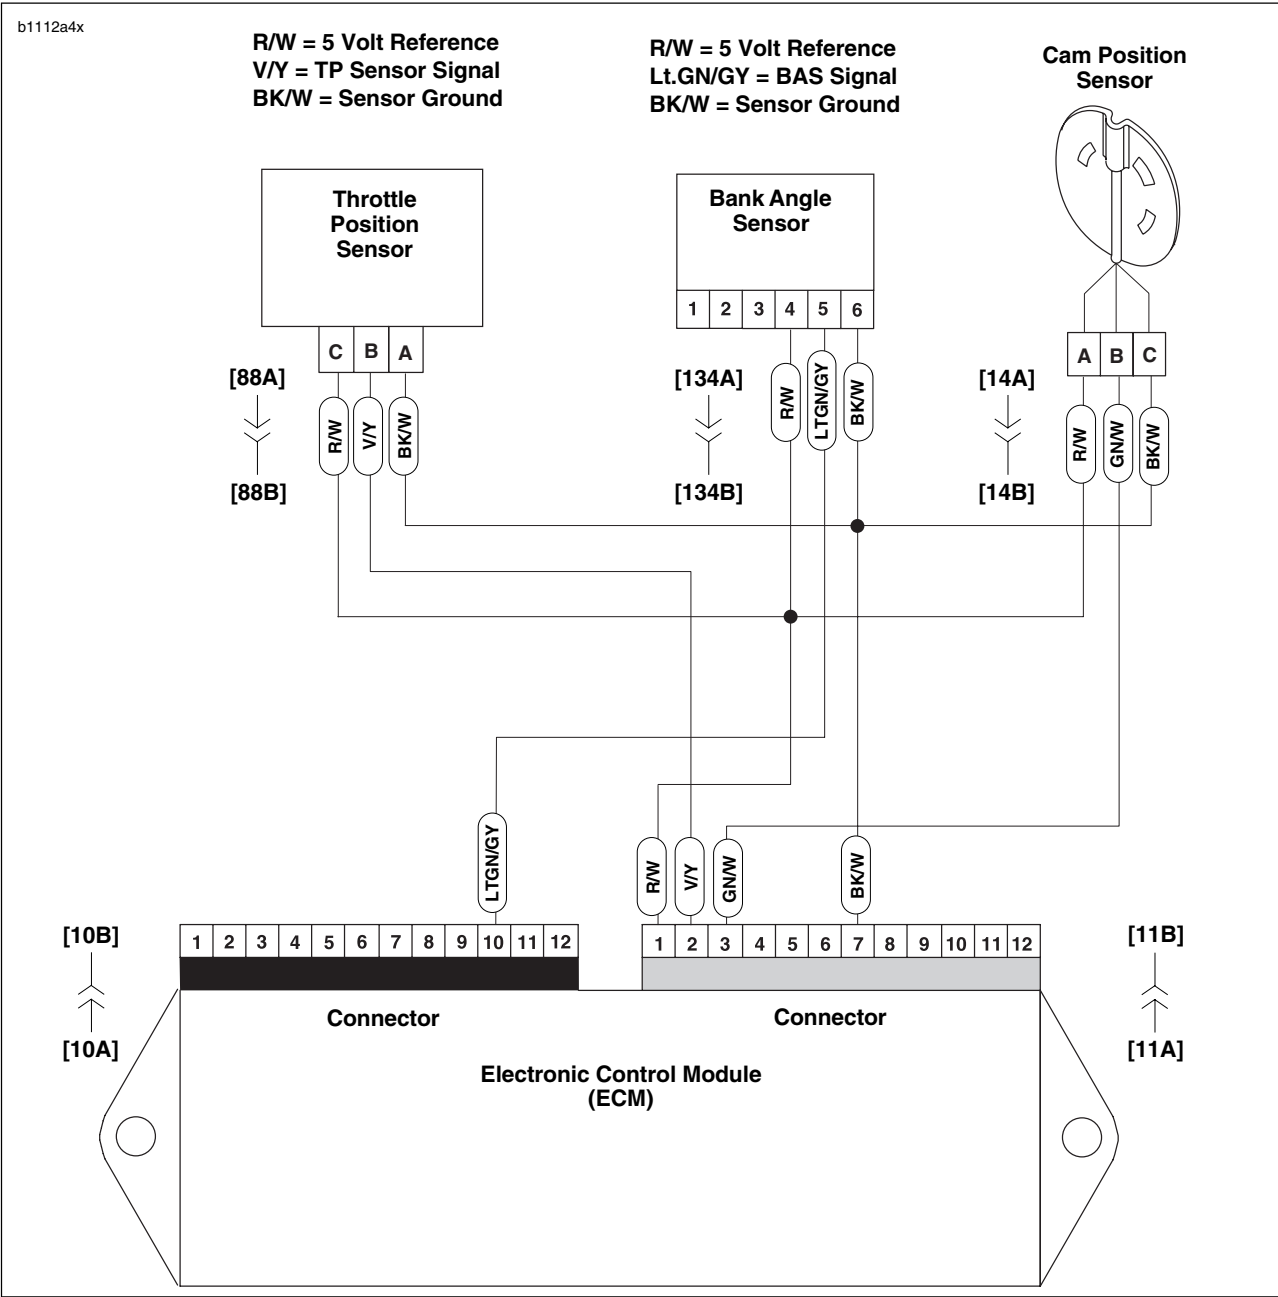 b1112a4x
R/W = 5 Volt Reference
V/Y = TP Sensor Signal
BK/W = Sensor Ground
R/W = 5 Volt Reference
Lt.GN/GY = BAS Signal
BK/W = Sensor Ground
Cam Position
Sensor
Throttle
Position
Sensor
Bank Angle
Sensor
1 2 3 4 5 6
C B A
A B C
[88A]
[88B]
R/W
V/Y
BK/W
[134A]
[134B]
R/W
LTGN/GY
BK/W
[14A]
[14B]
R/W
GN/W
BK/W
LTGN/GY
R/W
V/Y
GN/W
BK/W
[10B]
[10A]
1 2 3 4 5 6 7 8 9 10 11 12
1 2 3 4 5 6 7 8 9 10 11 12
[11B]
[11A]
Connector
Connector
Electronic Control Module
(ECM)